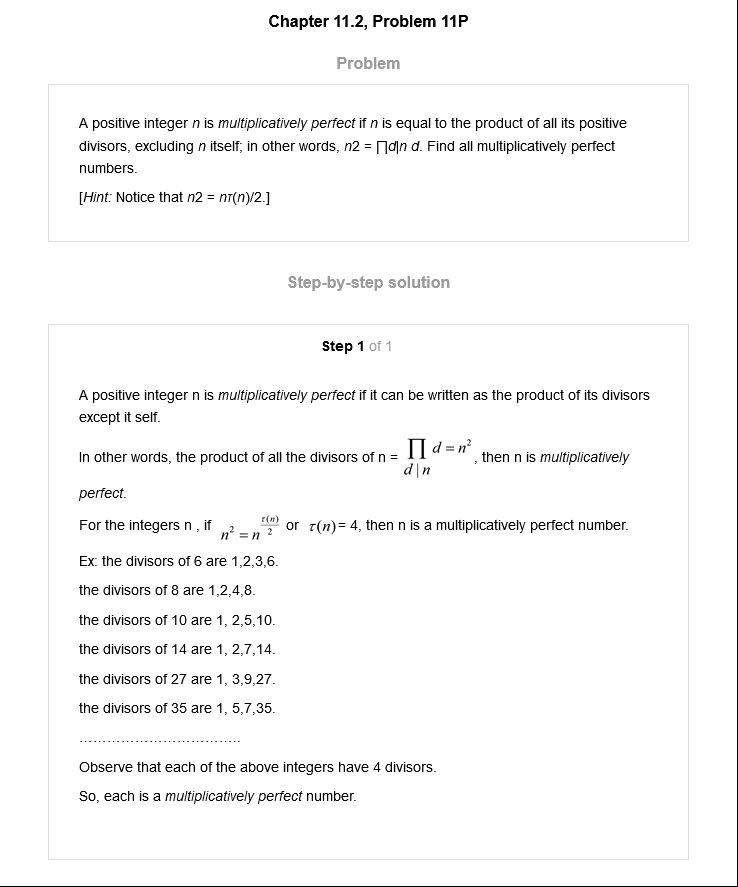 Chapter 11.2, Problem 11P
Problem
A positive integer n is multiplicatively perfect if n is equal to the product of all its positive
divisors, excluding n itself; in other words, n2 = ∏d|n d. Find all multiplicatively perfect
numbers.
[Hint: Notice that n2 = nτ(n)/2.]
Step-by-step solution
Step 1 of 1
A positive integer n is multiplicatively perfect if it can be written as the product of its divisors
except it self.
In other words, the product of all the divisors of n = ∏_{d | n} d = n², then n is multiplicatively
perfect.
For the integers n , if n² = n^{τ(n)/2} or τ(n)= 4, then n is a multiplicatively perfect number.
Ex: the divisors of 6 are 1,2,3,6.
the divisors of 8 are 1,2,4,8.
the divisors of 10 are 1, 2,5,10.
the divisors of 14 are 1, 2,7,14.
the divisors of 27 are 1, 3,9,27.
the divisors of 35 are 1, 5,7,35.
...................................
Observe that each of the above integers have 4 divisors.
So, each is a multiplicatively perfect number.